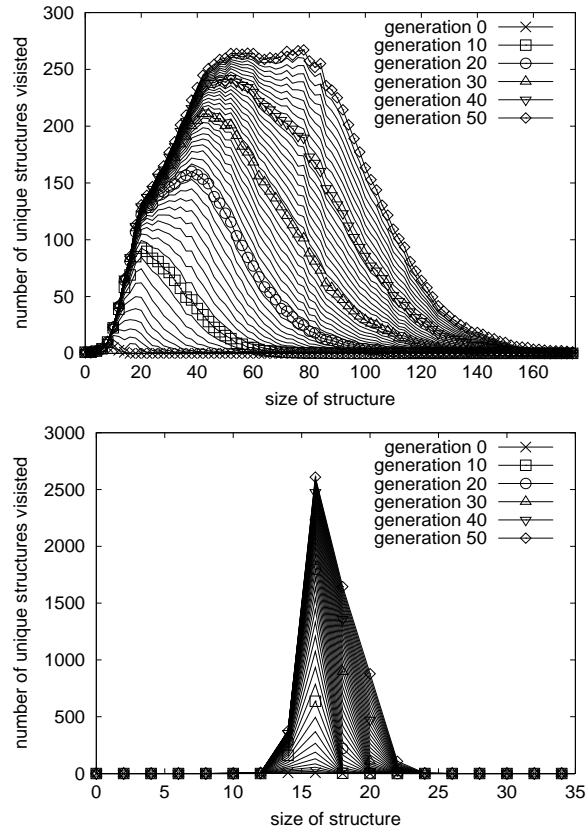 300
250
200
150
100
50
0
number of unique structures visisted
generation 0
generation 10
generation 20
generation 30
generation 40
generation 50
0 20 40 60 80 100 120 140 160
size of structure
3000
2500
2000
1500
1000
500
0
number of unique structures visisted
generation 0
generation 10
generation 20
generation 30
generation 40
generation 50
0 5 10 15 20 25 30 35
size of structure